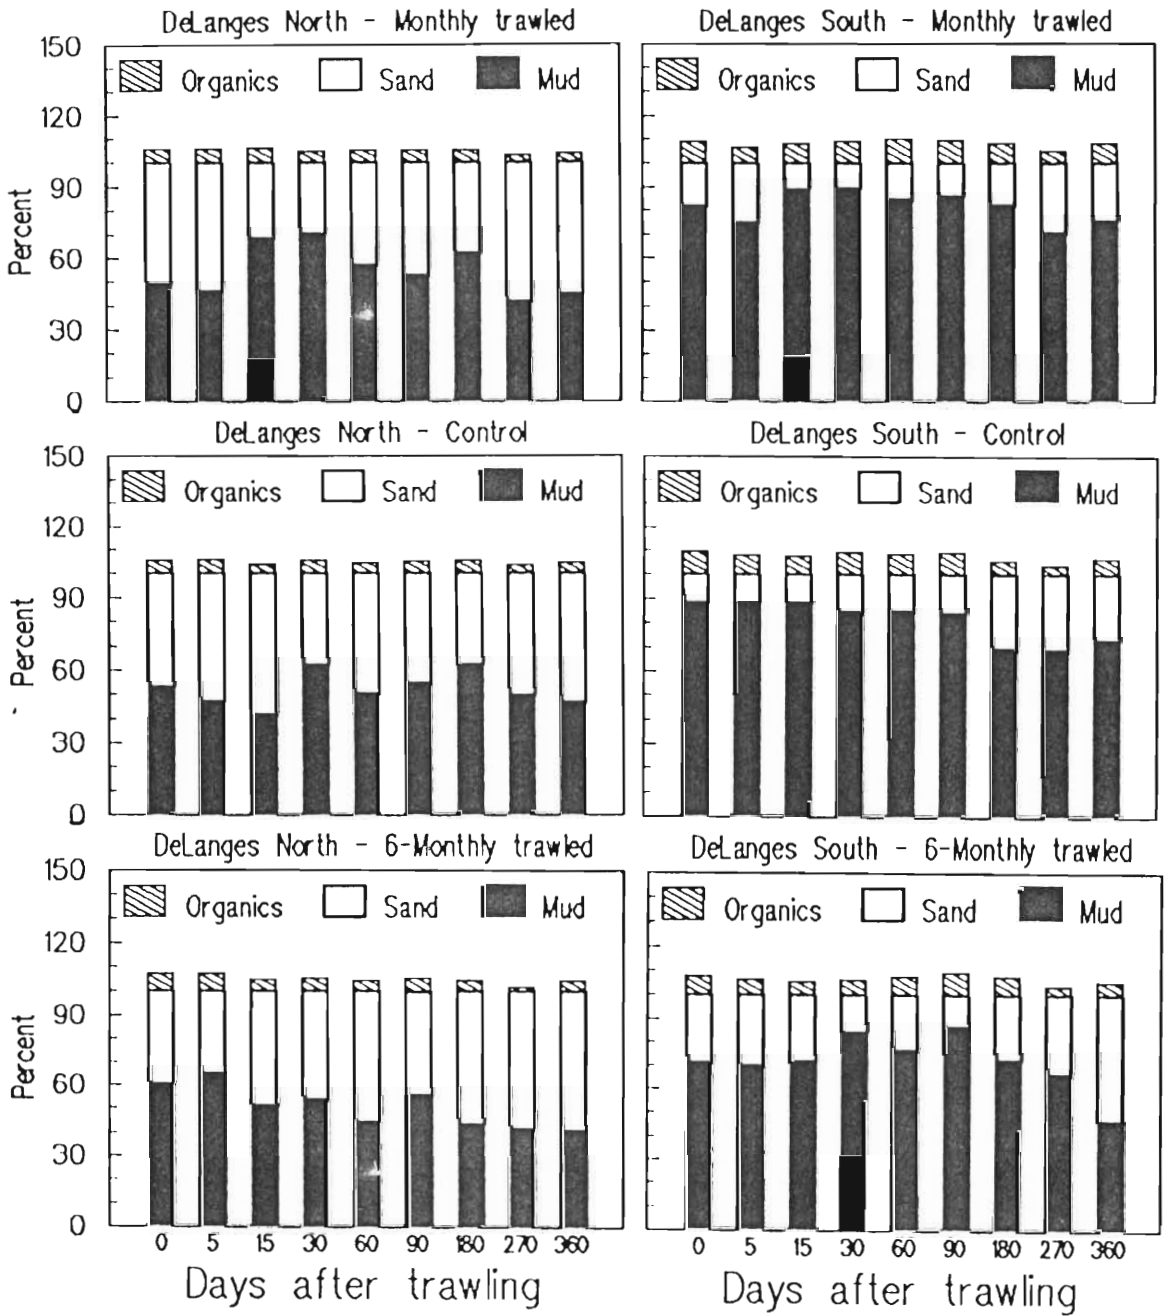 DeLanges North - Monthly trawled
150
120
90
60
30
0
Percent
Organics Sand Mud
DeLanges South - Monthly trawled
Organics Sand Mud
DeLanges North - Control
150
120
90
60
30
0
Percent
Organics Sand Mud
DeLanges South - Control
Organics Sand Mud
DeLanges North - 6-Monthly trawled
150
120
90
60
30
0
Percent
Organics Sand Mud
0 5 15 30 60 90 180 270 360
Days after trawling
DeLanges South - 6-Monthly trawled
Organics Sand Mud
0 5 15 30 60 90 180 270 360
Days after trawling